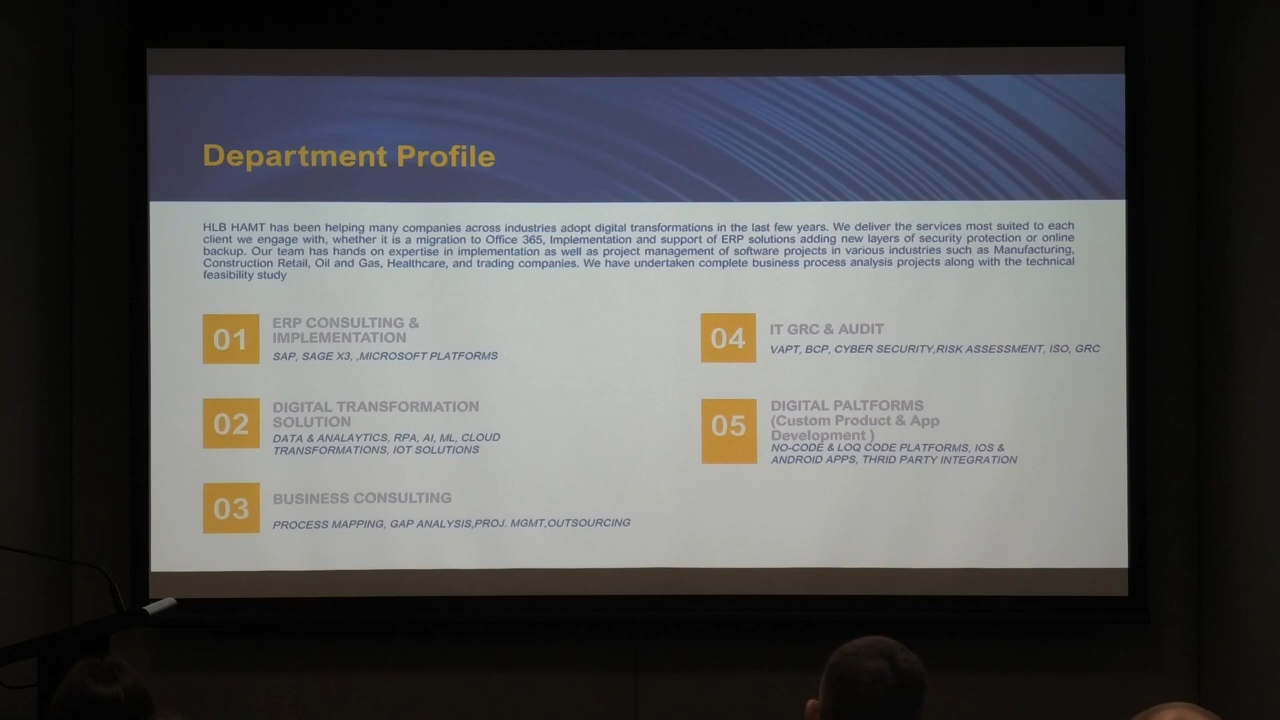 Department Profile
HLB HAMT has been helping many companies across industries adopt digital transformations in the last few years. We deliver the services most suited to each
client we engage with, whether it is a migration to Office 365, Implementation and support of ERP solutions adding new layers of security protection or online
backup. Our team has hands on expertise in implementation as well as project management of software projects in various industries such as Manufacturing,
Construction Retail, Oil and Gas, Healthcare, and trading companies. We have undertaken complete business process analysis projects along with the technical
feasibility study
01
ERP CONSULTING &
IMPLEMENTATION
SAP, SAGE X3, ,MICROSOFT PLATFORMS
02
DIGITAL TRANSFORMATION
SOLUTION
DATA & ANALAYTICS, RPA, AI, ML, CLOUD
TRANSFORMATIONS, IOT SOLUTIONS
03
BUSINESS CONSULTING
PROCESS MAPPING, GAP ANALYSIS,PROJ. MGMT,OUTSOURCING
04
IT GRC & AUDIT
VAPT, BCP, CYBER SECURITY,RISK ASSESSMENT, ISO, GRC
05
DIGITAL PALTFORMS
(Custom Product & App
Development )
NO-CODE & LOQ CODE PLATFORMS, IOS &
ANDROID APPS, THRID PARTY INTEGRATION